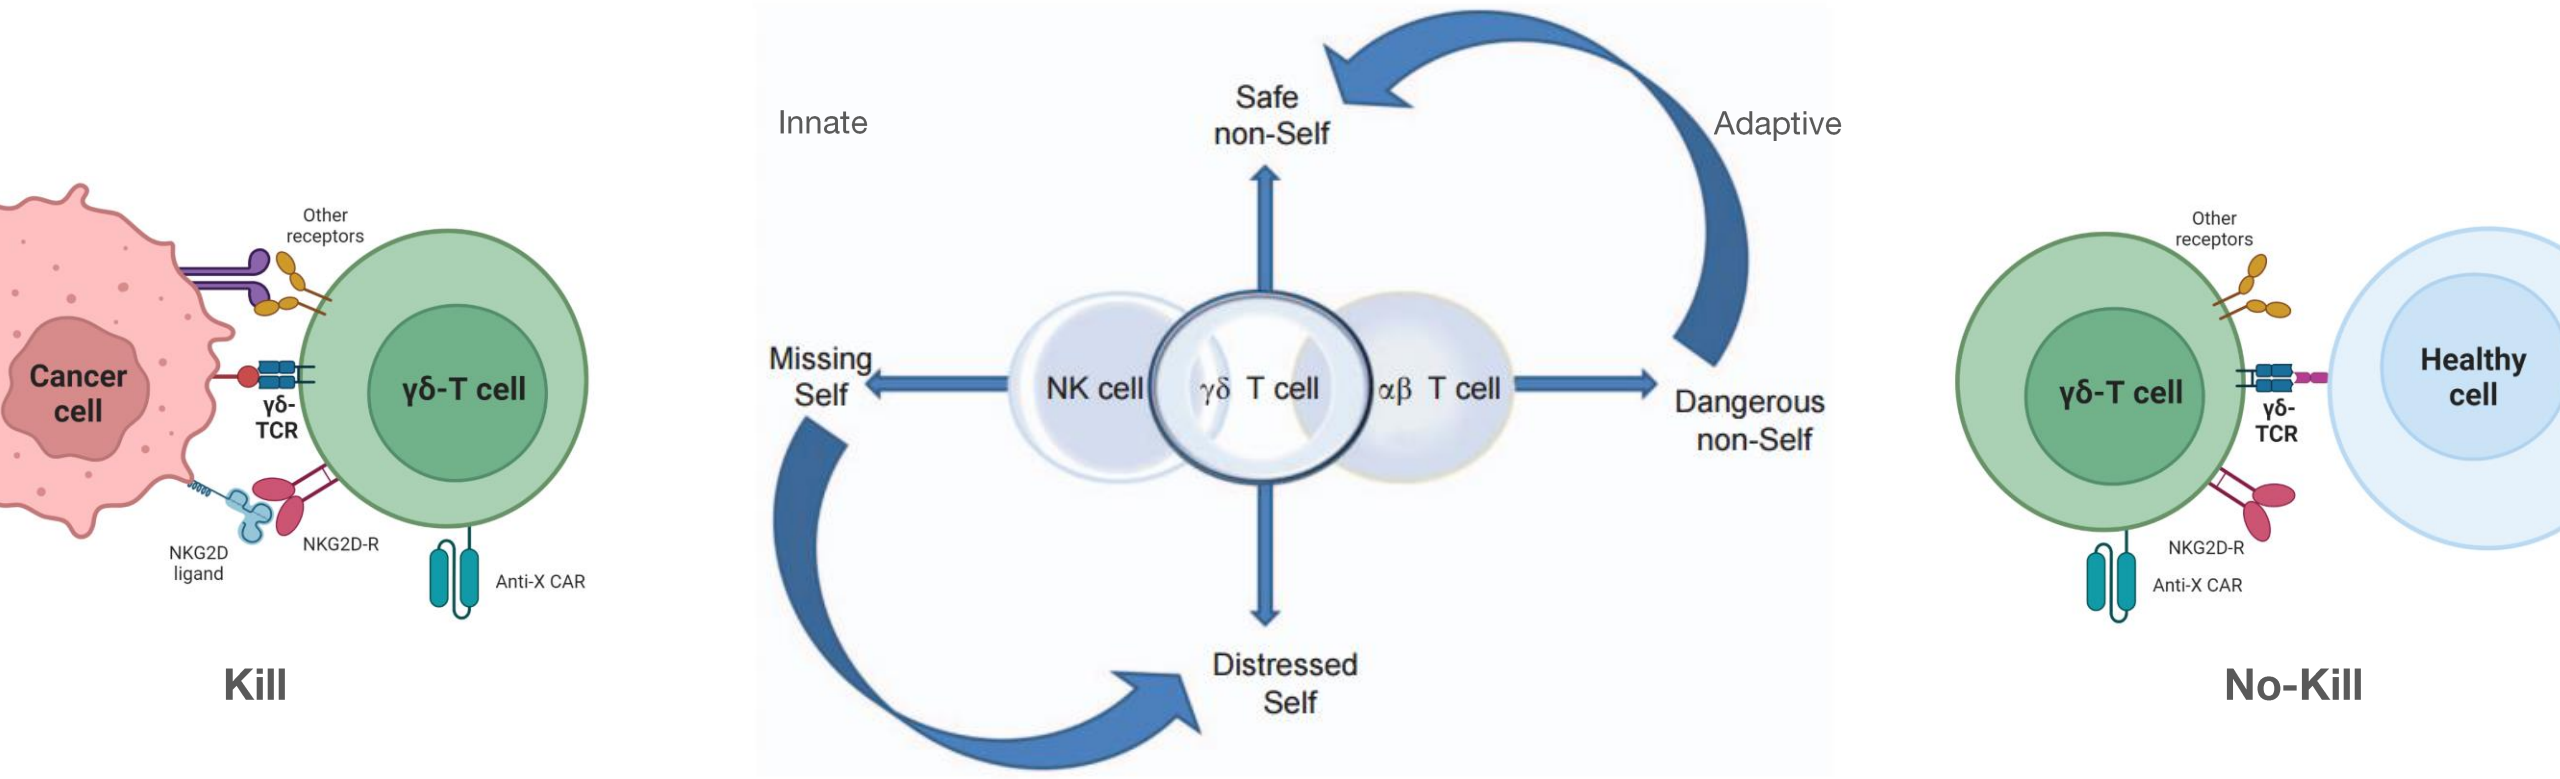 Other
receptors
Cancer
cell
γδ-T cell
γδ-
TCR
NKG2D
ligand
NKG2D-R
Anti-X CAR
Kill
Innate
Adaptive
Safe
non-Self
Missing
Self
NK cell
γδ T cell
αβ T cell
Dangerous
non-Self
Distressed
Self
Other
receptors
γδ-T cell
Healthy
cell
γδ-
TCR
NKG2D-R
Anti-X CAR
No-Kill